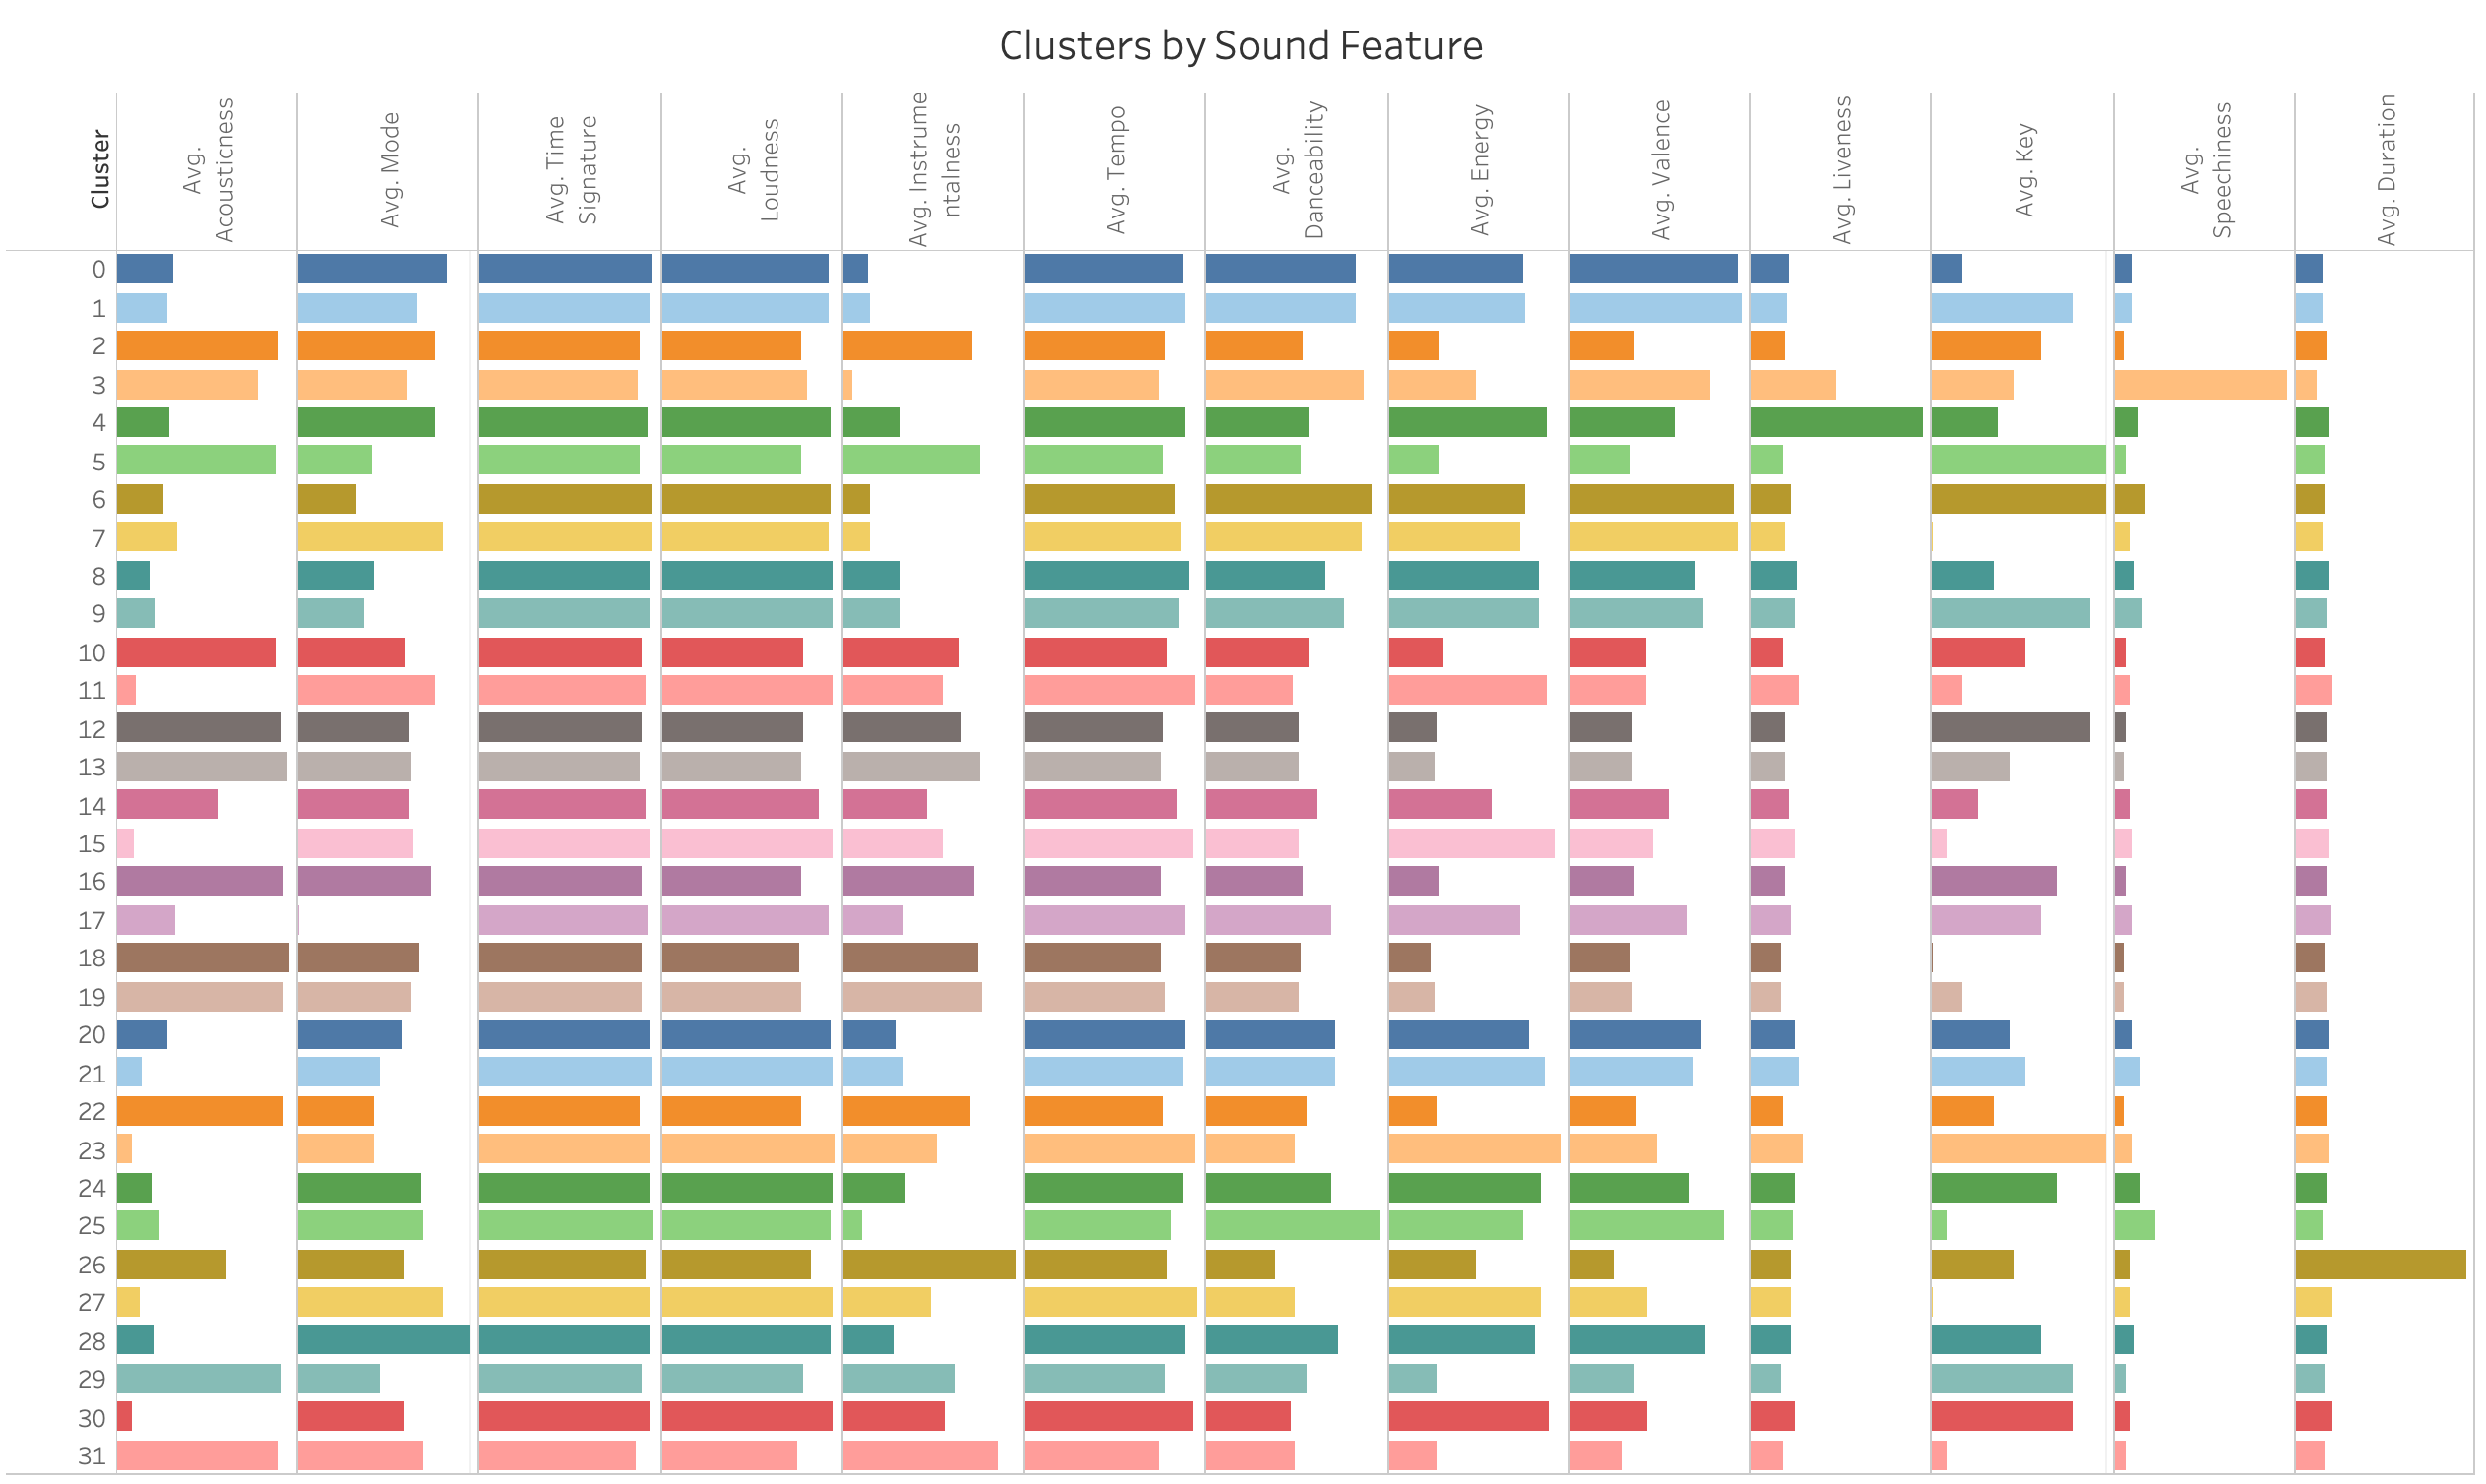 Clusters by Sound Feature
Cluster
Avg.
Acousticness
Avg. Mode
Avg. Time
Signature
Avg.
Loudness
Avg. Instrume
ntalness
Avg. Tempo
Avg.
Danceability
Avg. Energy
Avg. Valence
Avg. Liveness
Avg. Key
Avg.
Speechiness
Avg. Duration
0
1
2
3
4
5
6
7
8
9
10
11
12
13
14
15
16
17
18
19
20
21
22
23
24
25
26
27
28
29
30
31